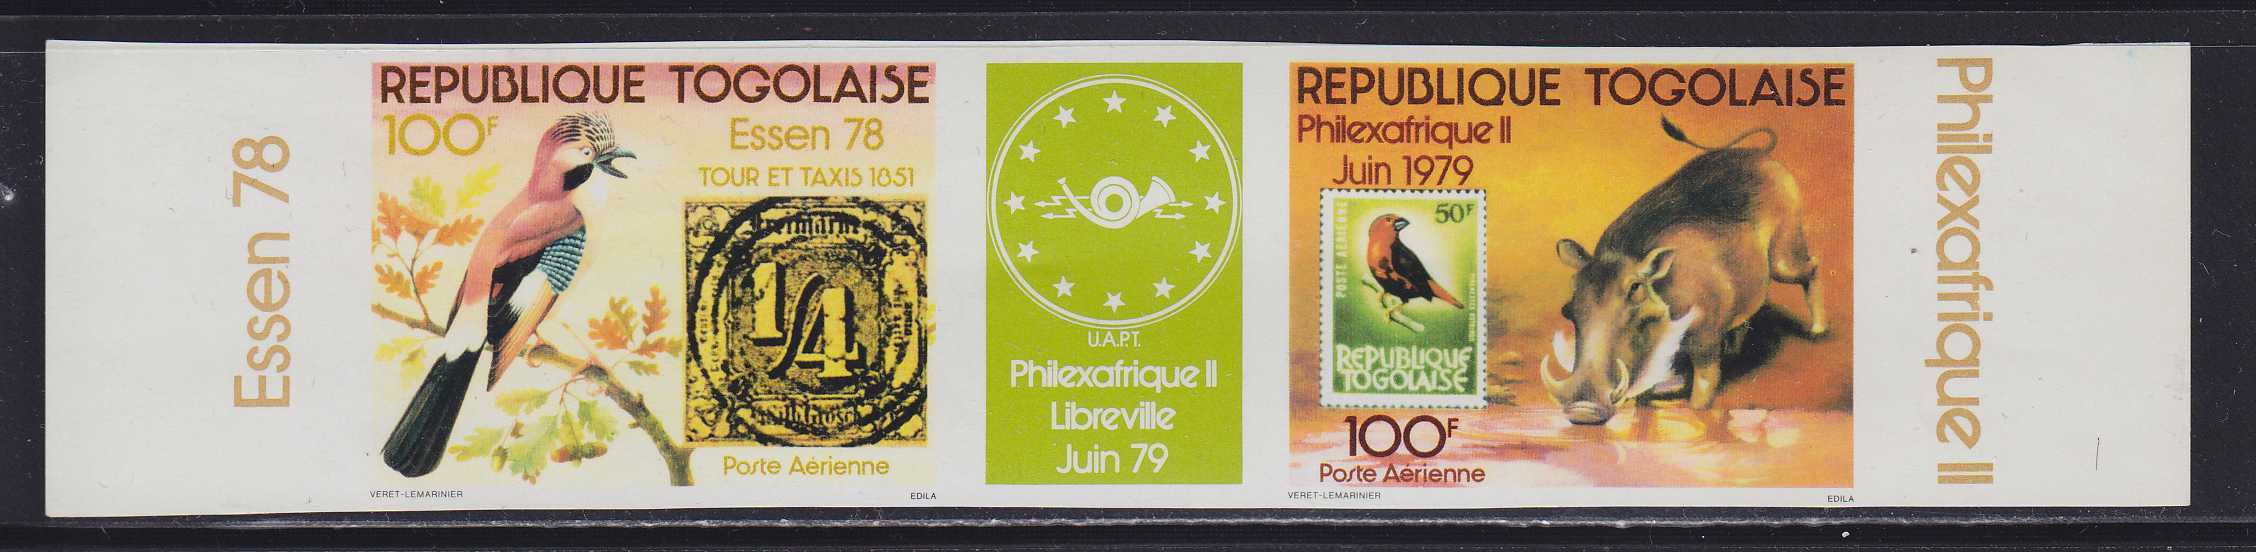 Essen 78
REPUBLIQUE TOGOLAISE
100F
Essen 78
TOUR ET TAXIS 1851
1/4
Poste Aérienne
VERET-LEMARINIER
EDILA
U.A.P.T.
Philexafrique II
Libreville
Juin 79
REPUBLIQUE TOGOLAISE
Philexafrique II
Juin 1979
50F
POSTE AÉRIENNE
REPUBLIQUE
TOGOLAISE
100F
Poste Aérienne
VERET-LEMARINIER
EDILA
Philexafrique II